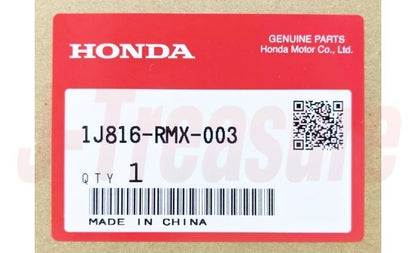 HONDA
GENUINE PARTS
Honda Motor Co., Ltd.
1J816-RMX-003
QTY 1
MADE IN CHINA
J-Treasure